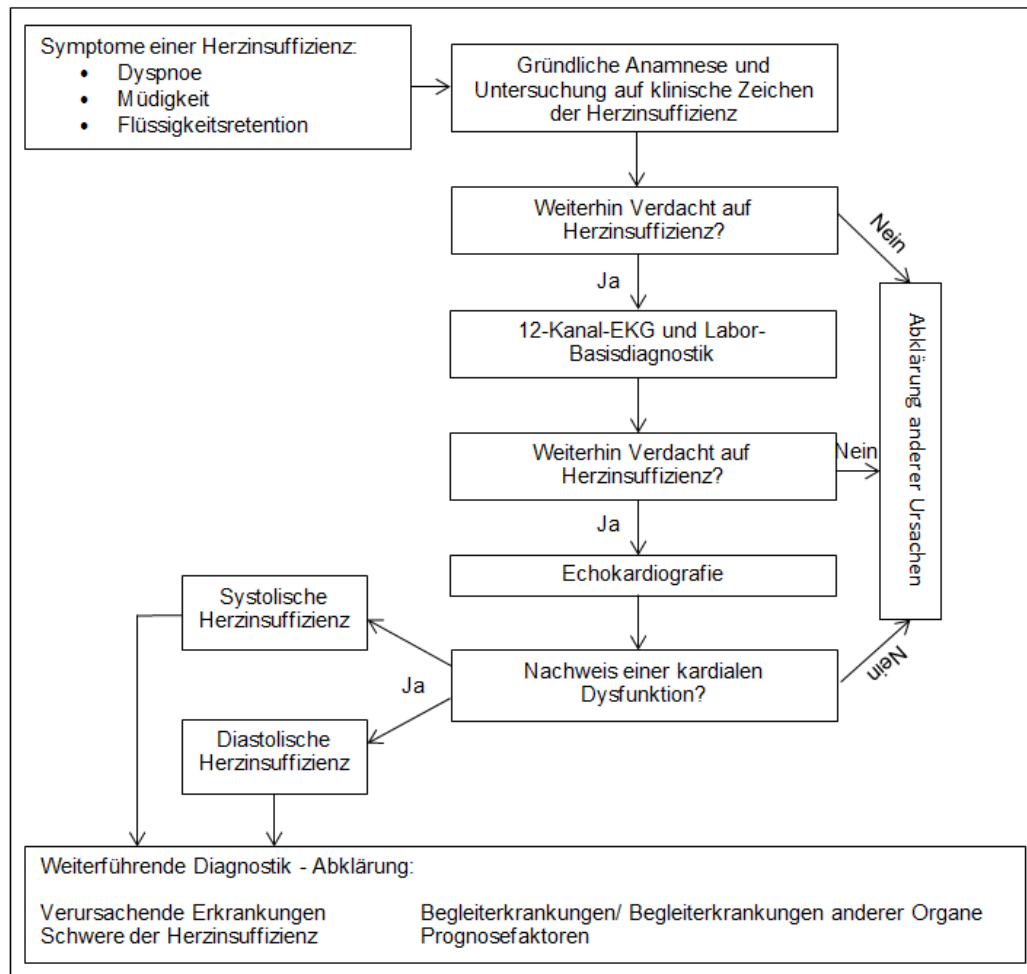 Symptome einer Herzinsuffizienz:
• Dyspnoe
• Müdigkeit
• Flüssigkeitsretention
Gründliche Anamnese und
Untersuchung auf klinische Zeichen
der Herzinsuffizienz
Weiterhin Verdacht auf
Herzinsuffizienz?
Nein
Ja
12-Kanal-EKG und Labor-
Basisdiagnostik
Abklärung anderer Ursachen
Weiterhin Verdacht auf
Herzinsuffizienz?
Nein
Ja
Echokardiografie
Systolische
Herzinsuffizienz
Nachweis einer kardialen
Dysfunktion?
Nein
Ja
Diastolische
Herzinsuffizienz
Weiterführende Diagnostik - Abklärung:
Verursachende Erkrankungen Begleiterkrankungen/ Begleiterkrankungen anderer Organe
Schwere der Herzinsuffizienz Prognosefaktoren